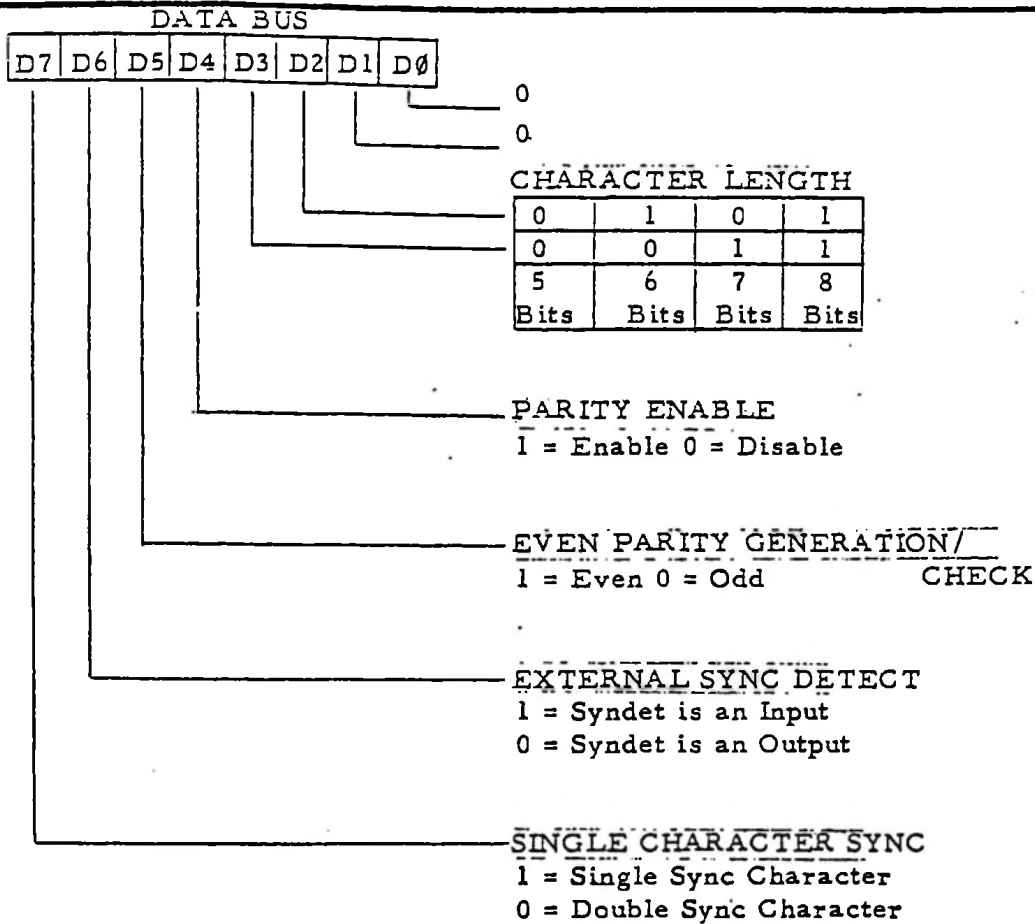 DATA BUS
D7 D6 D5 D4 D3 D2 D1 DØ
0
0
CHARACTER LENGTH
0 1 0 1
0 0 1 1
5 6 7 8
Bits Bits Bits Bits
PARITY ENABLE
1 = Enable 0 = Disable
EVEN PARITY GENERATION/
1 = Even 0 = Odd CHECK
EXTERNAL SYNC DETECT
1 = Syndet is an Input
0 = Syndet is an Output
SINGLE CHARACTER SYNC
1 = Single Sync Character
0 = Double Sync Character